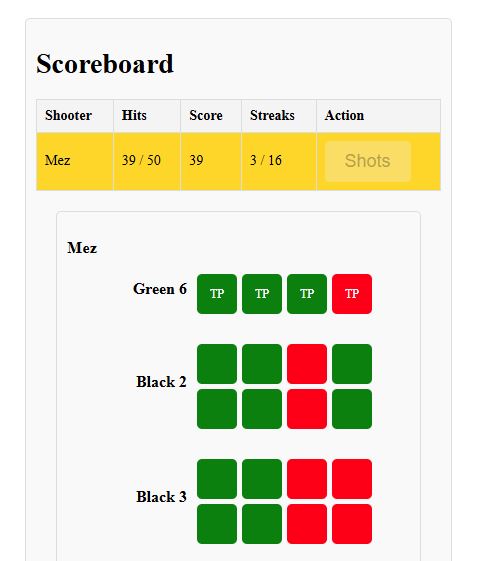 Scoreboard
Shooter Hits Score Streaks Action
Mez 39 / 50 39 3 / 16 Shots
Mez
Green 6 TP TP TP TP
Black 2
Black 3